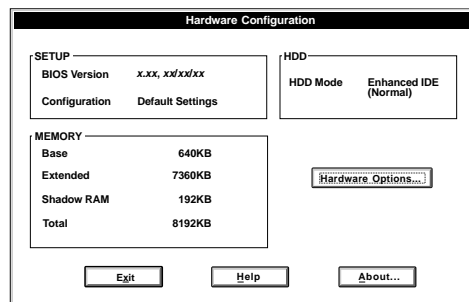 Hardware Configuration
SETUP
BIOS Version x.xx, xx/xx/xx
Configuration Default Settings
HDD
HDD Mode Enhanced IDE
(Normal)
MEMORY
Base 640KB
Extended 7360KB
Shadow RAM 192KB
Total 8192KB
Hardware Options...
Exit
Help
About...